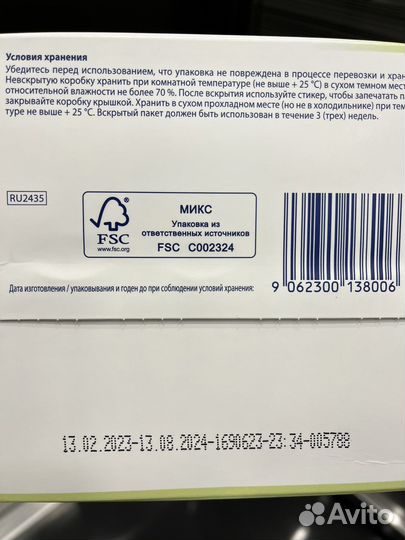 Условия хранения
Убедитесь перед использованием, что упаковка не повреждена в процессе перевозки и хран
Невскрытую коробку хранить при комнатной температуре (не выше + 25 °C) в сухом темном мест
относительной влажности не более 70 %. После вскрытия используйте стикер, чтобы запечатать п
закрывайте коробку крышкой. Хранить в сухом прохладном месте (но не в холодильнике) при тем
туре не выше + 25 °C. Вскрытый пакет должен быть использован в течение 3 (трех) недель.
RU2435
FSC
www.fsc.org
МИКС
Упаковка из
ответственных источников
FSC C002324
Дата изготовления / упаковывания и годен до при соблюдении условий хранения:
9 062300 138006
13.02.2023-13.08.2024-1690623-23:34-005788
Avito